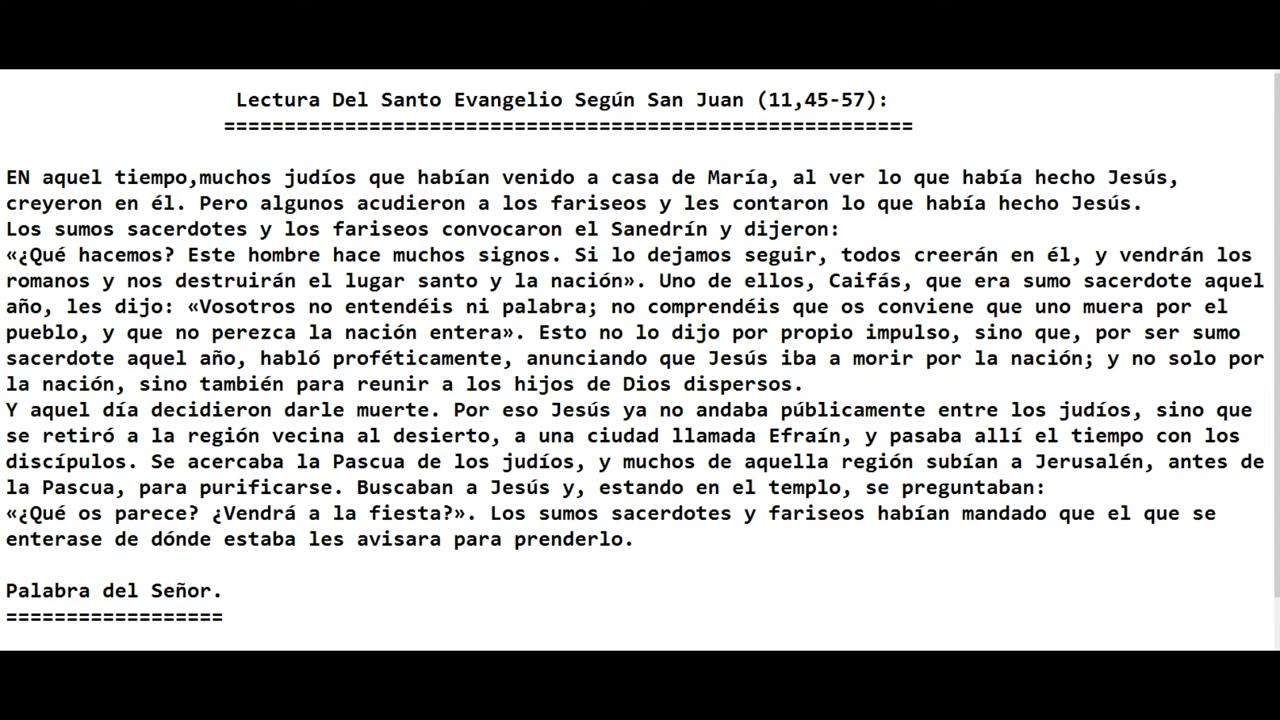 Lectura Del Santo Evangelio Según San Juan (11,45-57):
=========================================================
EN aquel tiempo,muchos judíos que habían venido a casa de María, al ver lo que había hecho Jesús,
creyeron en él. Pero algunos acudieron a los fariseos y les contaron lo que había hecho Jesús.
Los sumos sacerdotes y los fariseos convocaron el Sanedrín y dijeron:
«¿Qué hacemos? Este hombre hace muchos signos. Si lo dejamos seguir, todos creerán en él, y vendrán los
romanos y nos destruirán el lugar santo y la nación». Uno de ellos, Caifás, que era sumo sacerdote aquel
año, les dijo: «Vosotros no entendéis ni palabra; no comprendéis que os conviene que uno muera por el
pueblo, y que no perezca la nación entera». Esto no lo dijo por propio impulso, sino que, por ser sumo
sacerdote aquel año, habló proféticamente, anunciando que Jesús iba a morir por la nación; y no solo por
la nación, sino también para reunir a los hijos de Dios dispersos.
Y aquel día decidieron darle muerte. Por eso Jesús ya no andaba públicamente entre los judíos, sino que
se retiró a la región vecina al desierto, a una ciudad llamada Efraín, y pasaba allí el tiempo con los
discípulos. Se acercaba la Pascua de los judíos, y muchos de aquella región subían a Jerusalén, antes de
la Pascua, para purificarse. Buscaban a Jesús y, estando en el templo, se preguntaban:
«¿Qué os parece? ¿Vendrá a la fiesta?». Los sumos sacerdotes y fariseos habían mandado que el que se
enterase de dónde estaba les avisara para prenderlo.
Palabra del Señor.
==================